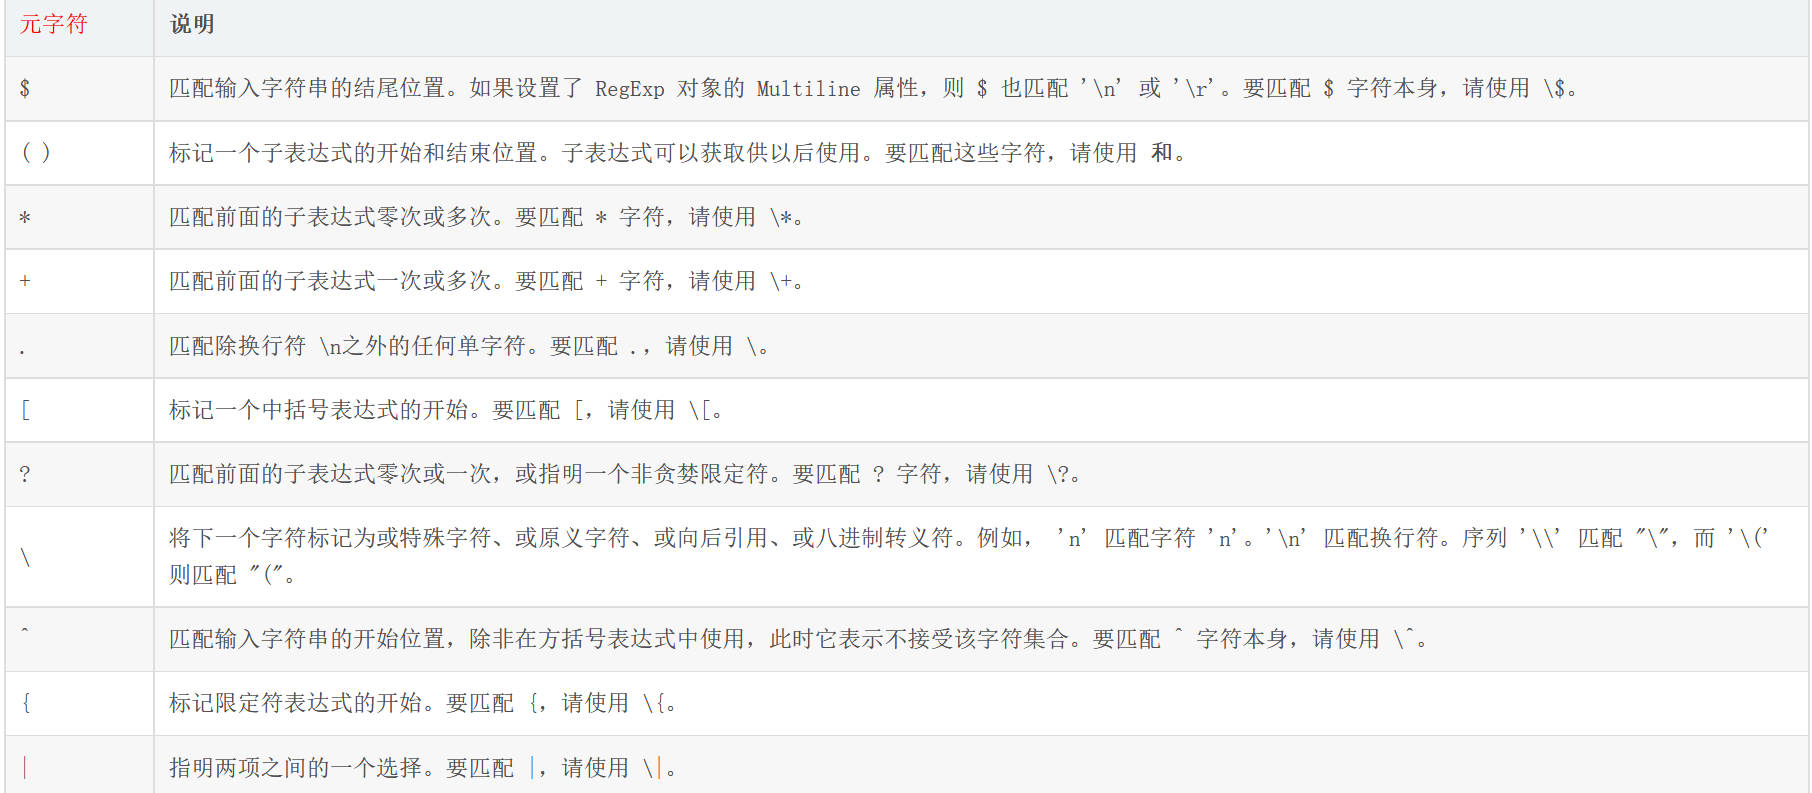 元字符 说明
$ 匹配输入字符串的结尾位置。如果设置了 RegExp 对象的 Multiline 属性，则 $ 也匹配 '\n' 或 '\r'。要匹配 $ 字符本身，请使用 \$。
( ) 标记一个子表达式的开始和结束位置。子表达式可以获取供以后使用。要匹配这些字符，请使用 和。
* 匹配前面的子表达式零次或多次。要匹配 * 字符，请使用 \*。
+ 匹配前面的子表达式一次或多次。要匹配 + 字符，请使用 \+。
. 匹配除换行符 \n之外的任何单字符。要匹配 .，请使用 \。
[ 标记一个中括号表达式的开始。要匹配 [，请使用 \[。
? 匹配前面的子表达式零次或一次，或指明一个非贪婪限定符。要匹配 ? 字符，请使用 \?。
\ 将下一个字符标记为或特殊字符、或原义字符、或向后引用、或八进制转义符。例如， 'n' 匹配字符 'n'。'\n' 匹配换行符。序列 '\\' 匹配 "\"，而 '\('
则匹配 "("。
^ 匹配输入字符串的开始位置，除非在方括号表达式中使用，此时它表示不接受该字符集合。要匹配 ^ 字符本身，请使用 \^。
{ 标记限定符表达式的开始。要匹配 {，请使用 \{。
| 指明两项之间的一个选择。要匹配 |，请使用 \|。